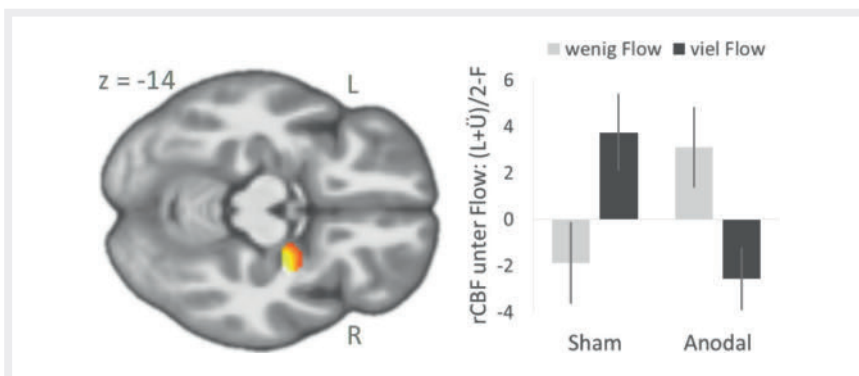 z = -14
L
R
wenig Flow viel Flow
rCBF unter Flow: (L+Ü)/2-F
6
4
2
0
-2
-4
Sham Anodal